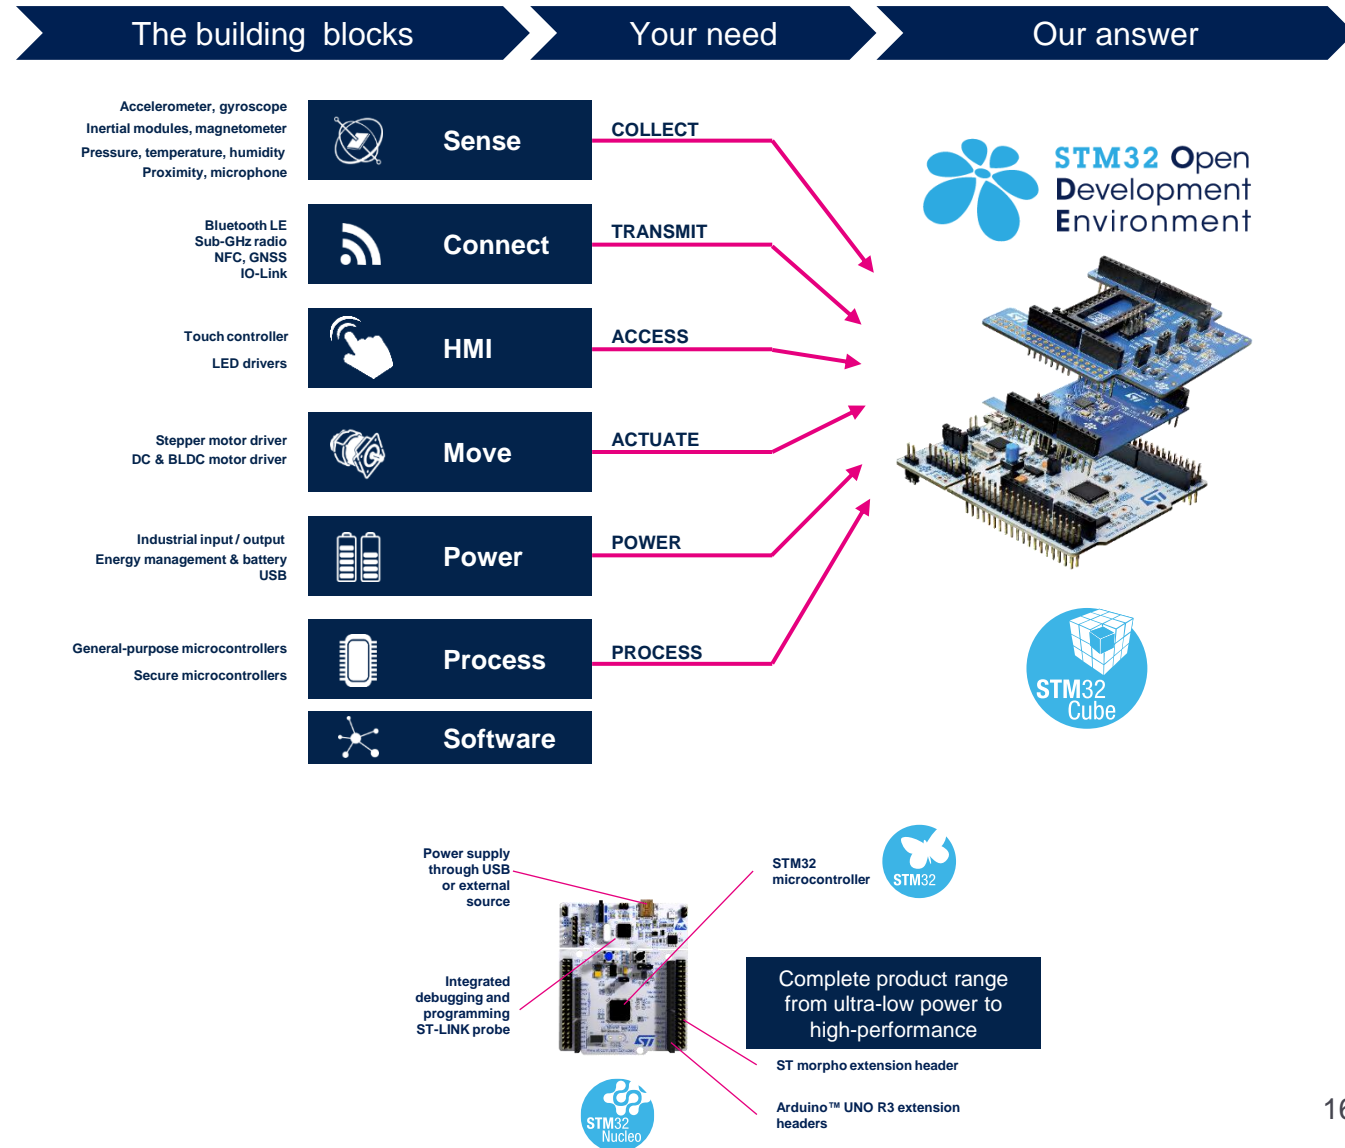 The building  blocks
Your need
Our answer
Accelerometer, gyroscope
Inertial modules, magnetometer
Pressure, temperature, humidity
Proximity, microphone
Sense
COLLECT
STM32 Open
Development
Environment
Bluetooth LE
Sub-GHz radio
NFC, GNSS
IO-Link
Connect
TRANSMIT
Touch controller
LED drivers
HMI
ACCESS
Stepper motor driver
DC & BLDC motor driver
Move
ACTUATE
Industrial input / output
Energy management & battery
USB
Power
POWER
General-purpose microcontrollers
Secure microcontrollers
Process
PROCESS
STM32
Cube
Software
Power supply
through USB
or external
source
STM32
microcontroller
STM32
Integrated
debugging and
programming
ST-LINK probe
Complete product range
from ultra-low power to
high-performance
ST morpho extension header
Arduino™ UNO R3 extension
headers
STM32
Nucleo
16